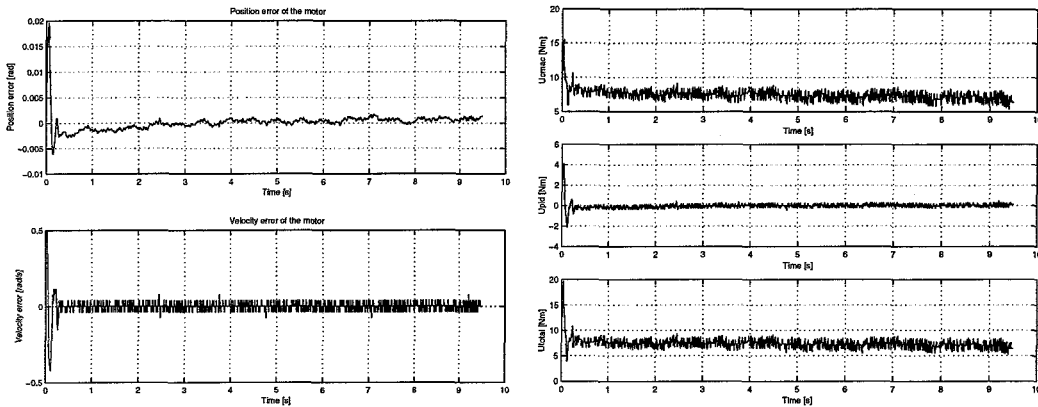 Position error of the motor
0.02
0.015
0.01
0.005
0
-0.005
-0.01
Position error [rad]
0 1 2 3 4 5 6 7 8 9 10
Time [s]
Velocity error of the motor
0.5
0
-0.5
Velocity error [rad/s]
0 1 2 3 4 5 6 7 8 9 10
Time [s]
20
15
10
5
Ucmac [Nm]
0 1 2 3 4 5 6 7 8 9 10
Time [s]
6
4
2
0
-2
-4
Upid [Nm]
0 1 2 3 4 5 6 7 8 9 10
Time [s]
20
15
10
5
0
Utotal [Nm]
0 1 2 3 4 5 6 7 8 9 10
Time [s]